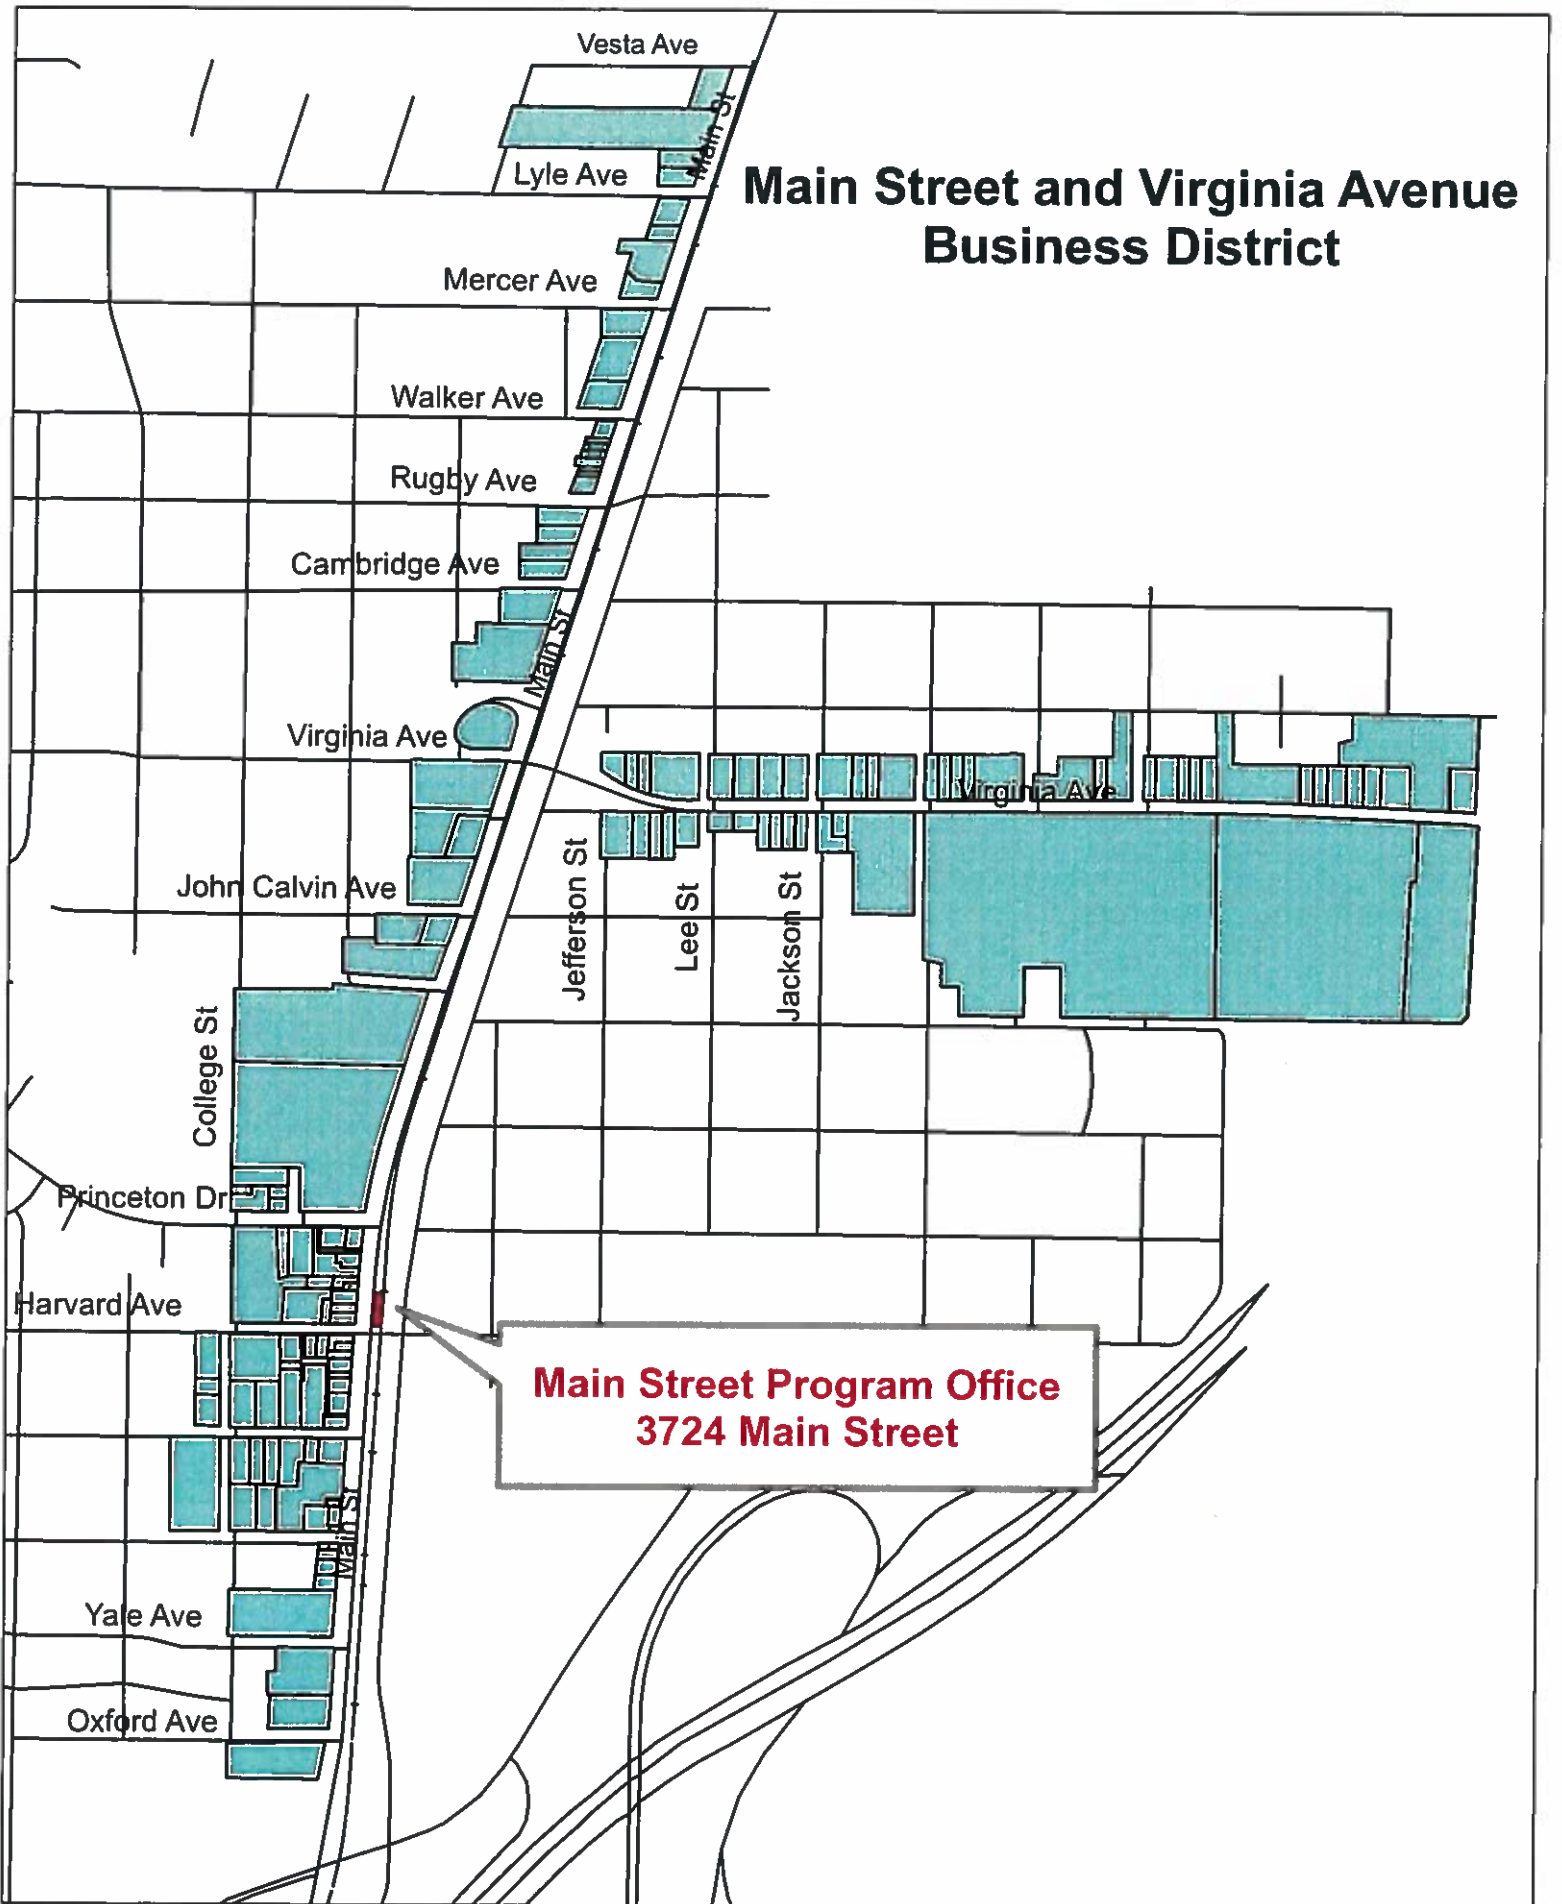 Vesta Ave
Main St
Lyle Ave
Main Street and Virginia Avenue
Business District
Mercer Ave
Walker Ave
Rugby Ave
Cambridge Ave
Main St
Virginia Ave
Virginia Ave
John Calvin Ave
Jefferson St
Lee St
Jackson St
College St
Princeton Dr
Harvard Ave
Main Street Program Office
3724 Main Street
Main St
Yale Ave
Oxford Ave